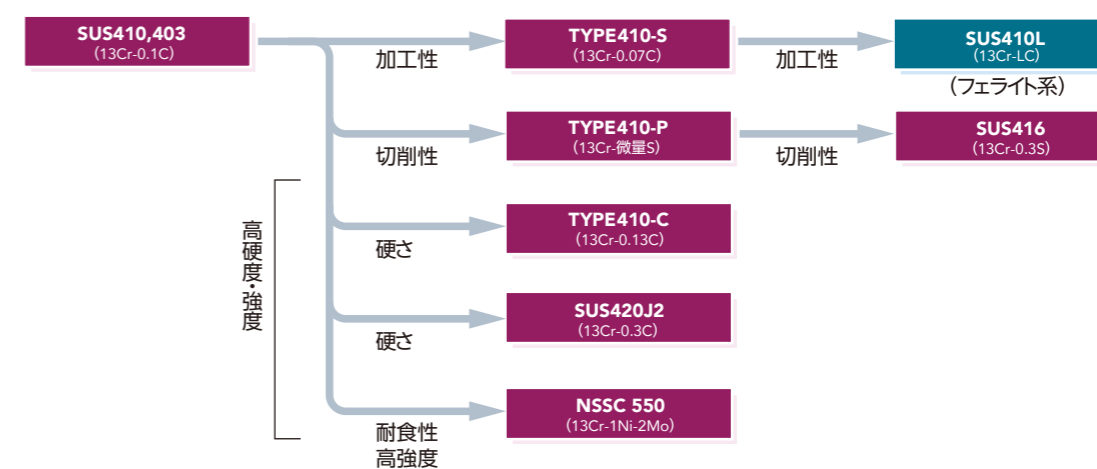 SUS410,403
(13Cr-0.1C)
加工性
TYPE410-S
(13Cr-0.07C)
加工性
SUS410L
(13Cr-LC)
(フェライト系)
切削性
TYPE410-P
(13Cr-微量S)
切削性
SUS416
(13Cr-0.3S)
高硬度・強度
硬さ
TYPE410-C
(13Cr-0.13C)
硬さ
SUS420J2
(13Cr-0.3C)
耐食性
高強度
NSSC 550
(13Cr-1Ni-2Mo)